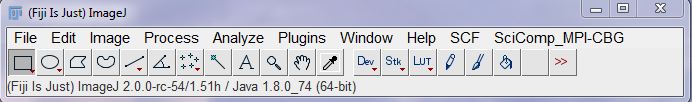 (Fiji Is Just) ImageJ
File Edit Image Process Analyze Plugins Window Help SCF SciComp_MPI-CBG
A Dev Stk LUT >>
(Fiji Is Just) ImageJ 2.0.0-rc-54/1.51h / Java 1.8.0_74 (64-bit)